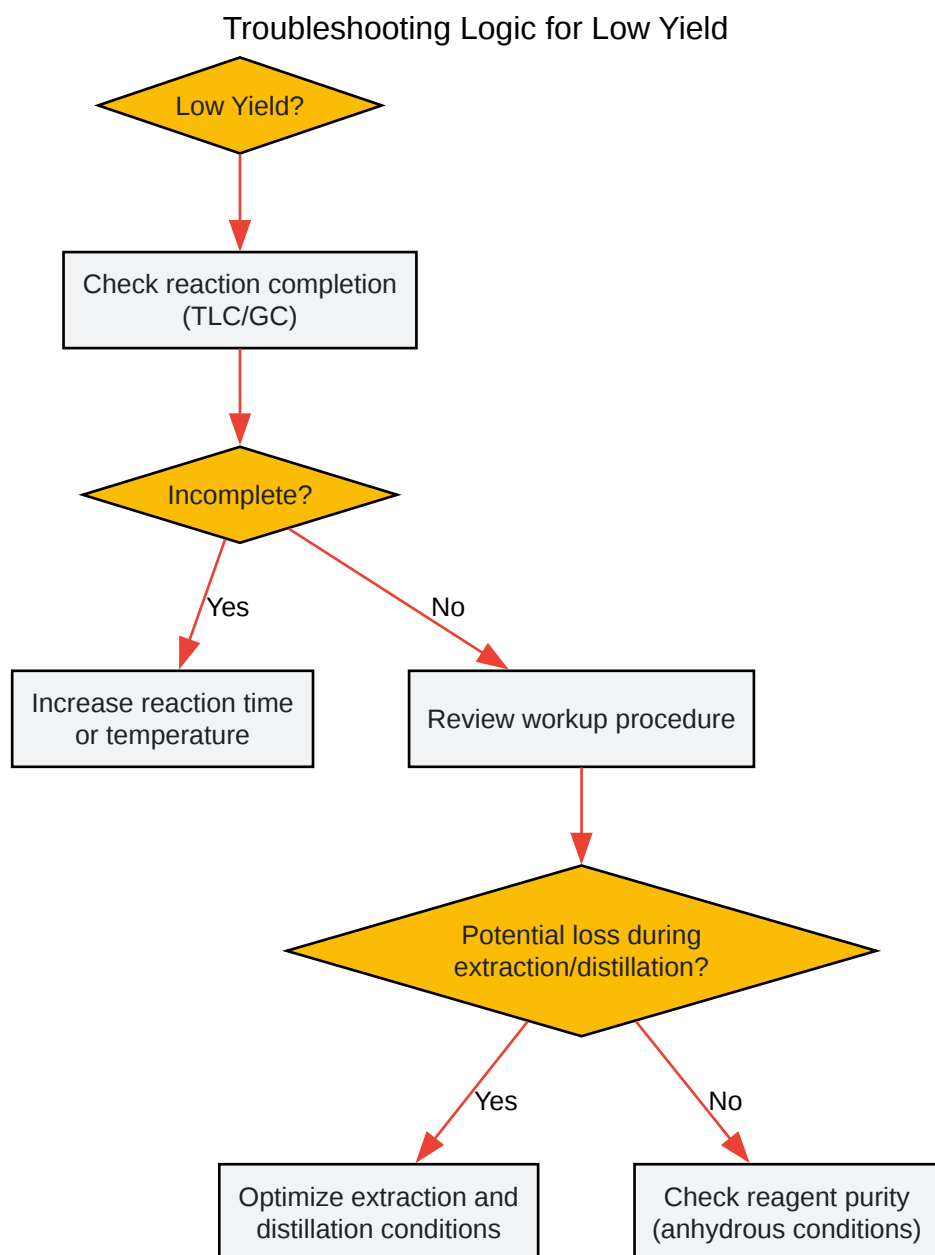 Troubleshooting Logic for Low Yield
Low Yield?
Check reaction completion
(TLC/GC)
Incomplete?
Yes
No
Increase reaction time
or temperature
Review workup procedure
Potential loss during
extraction/distillation?
Yes
No
Optimize extraction and
distillation conditions
Check reagent purity
(anhydrous conditions)